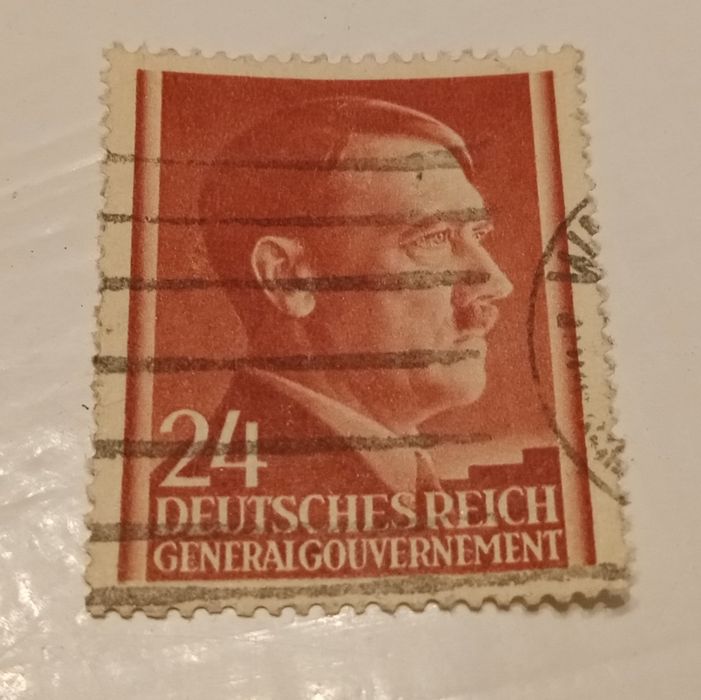 24
DEUTSCHES REICH
GENERALGOUVERNEMENT